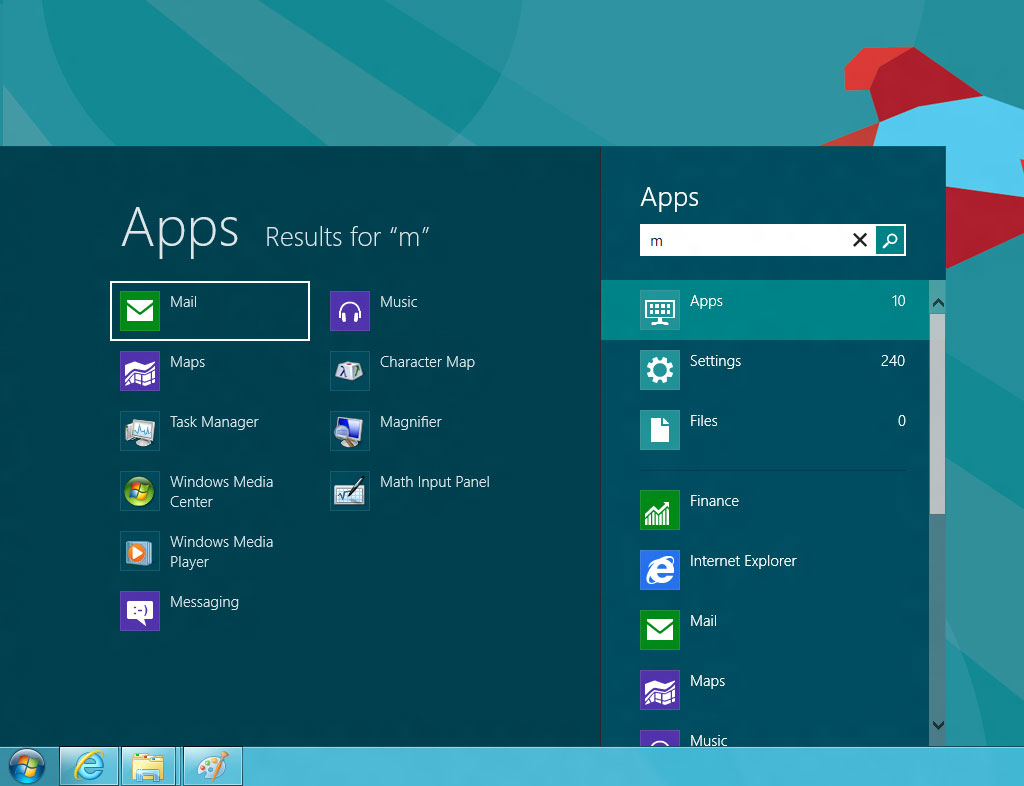 Apps Results for “m”
Mail
Maps
Task Manager
Windows Media
Center
Windows Media
Player
Messaging
Music
Character Map
Magnifier
Math Input Panel
Apps
m
Apps 10
Settings 240
Files 0
Finance
Internet Explorer
Mail
Maps
Music